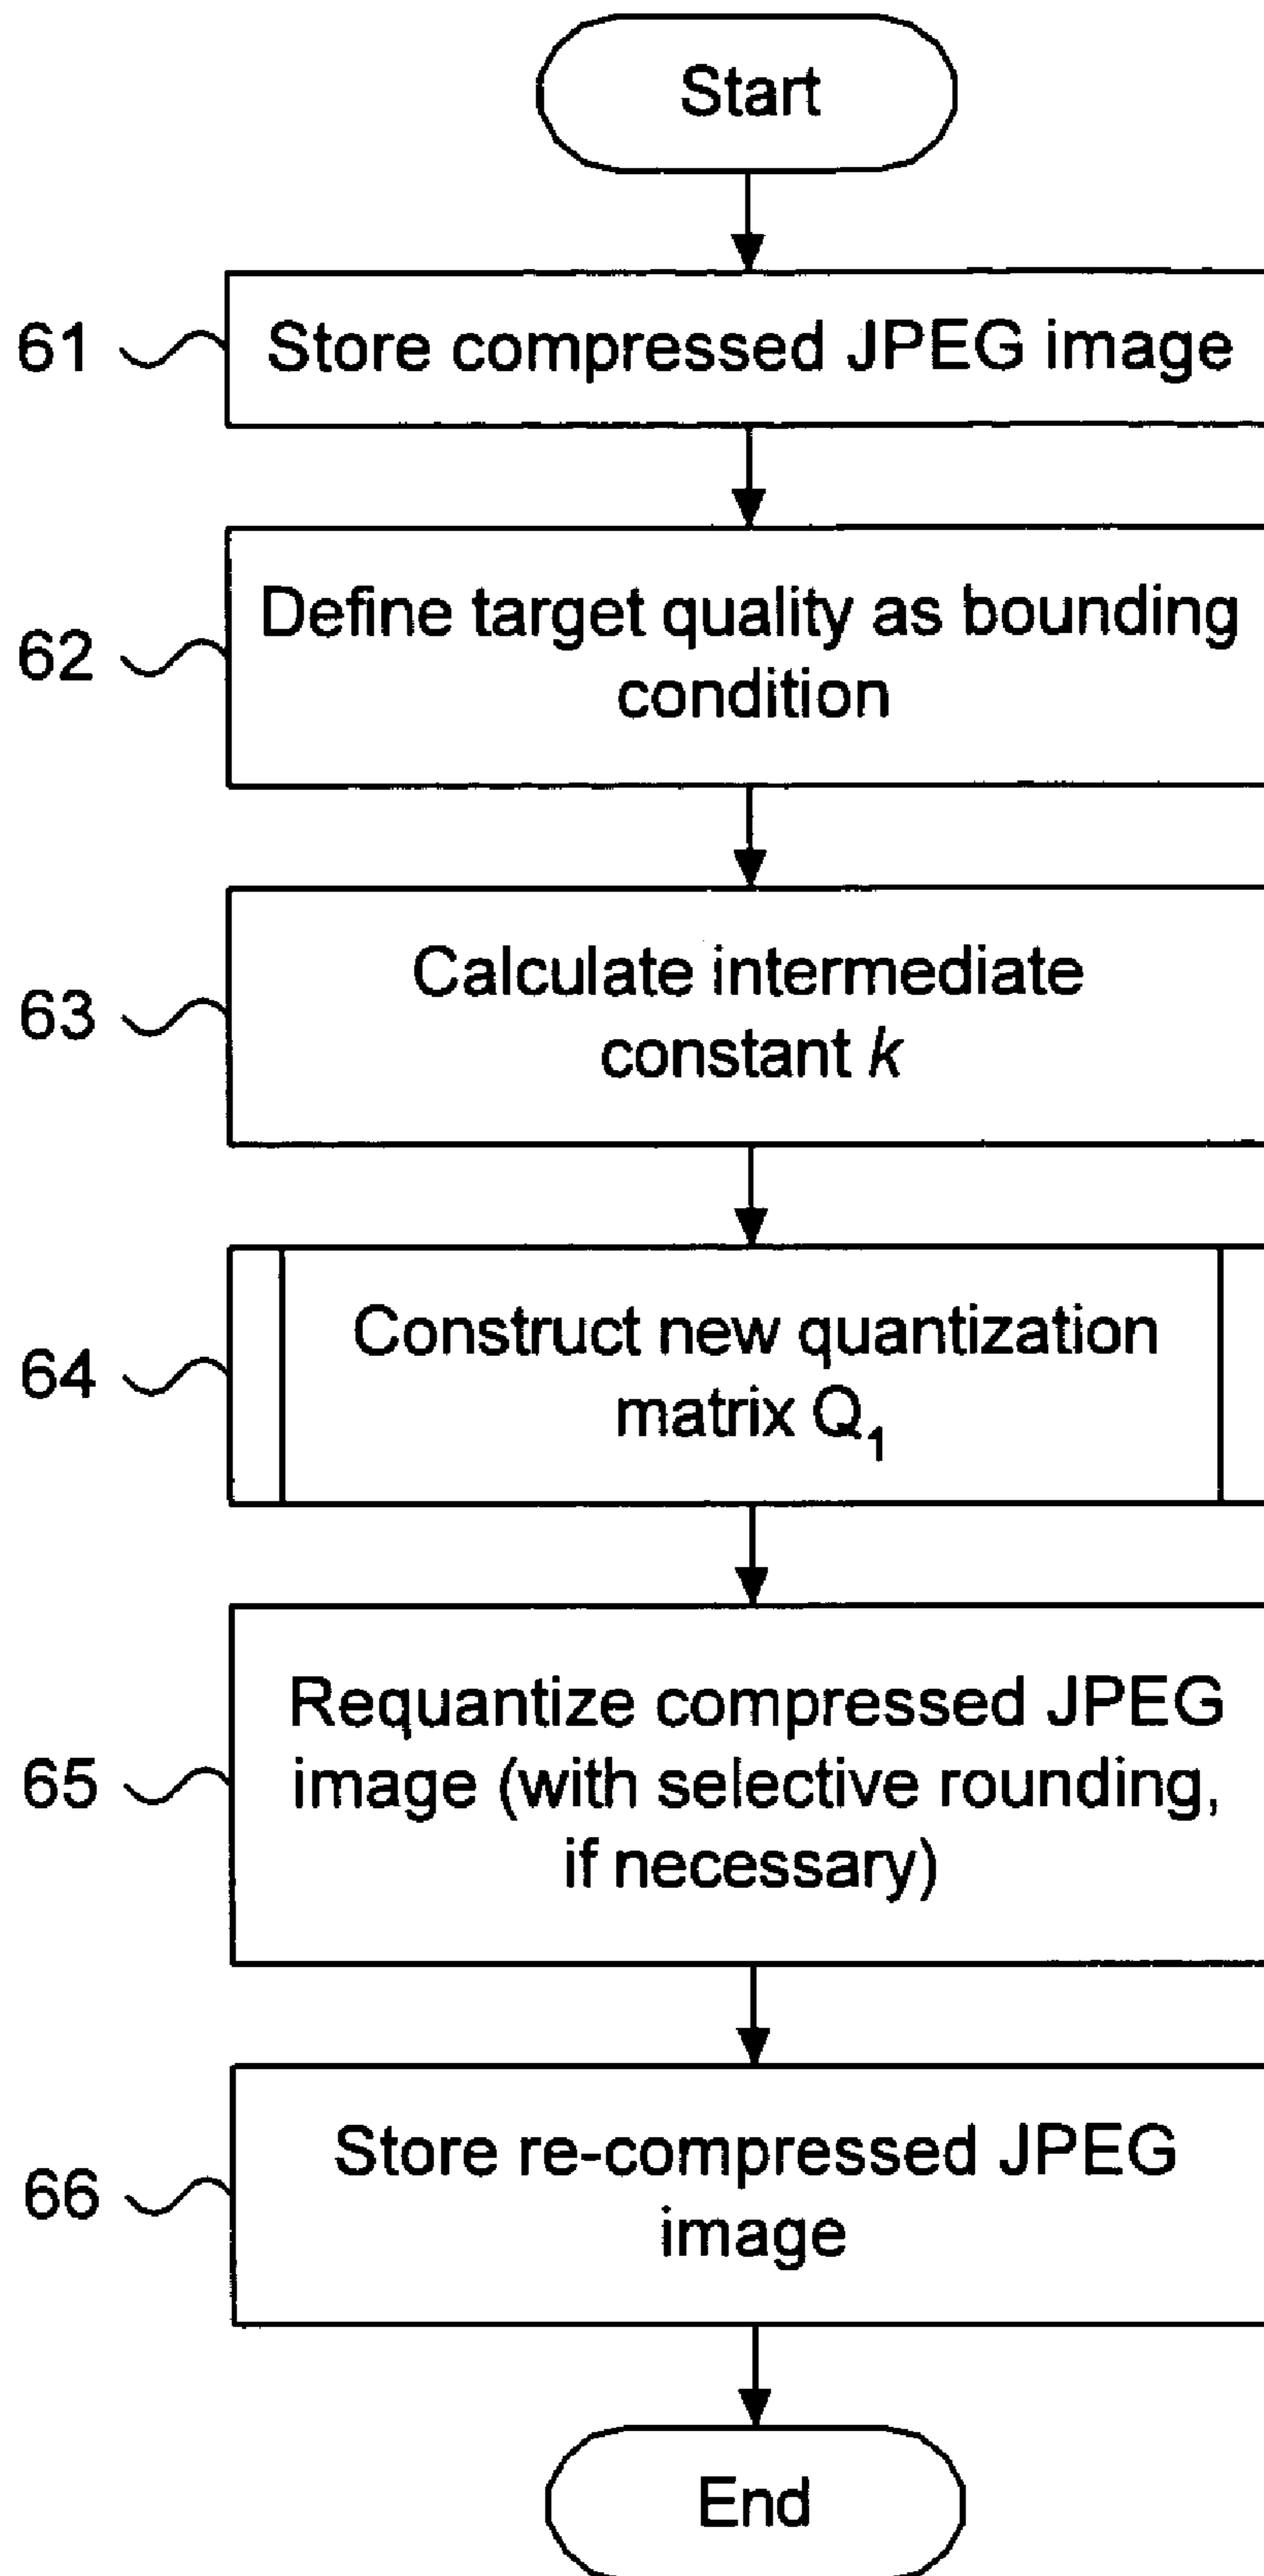 Start
61
Store compressed JPEG image
62
Define target quality as bounding
condition
63
Calculate intermediate
constant k
64
Construct new quantization
matrix Q₁
65
Requantize compressed JPEG
image (with selective rounding,
if necessary)
66
Store re-compressed JPEG
image
End